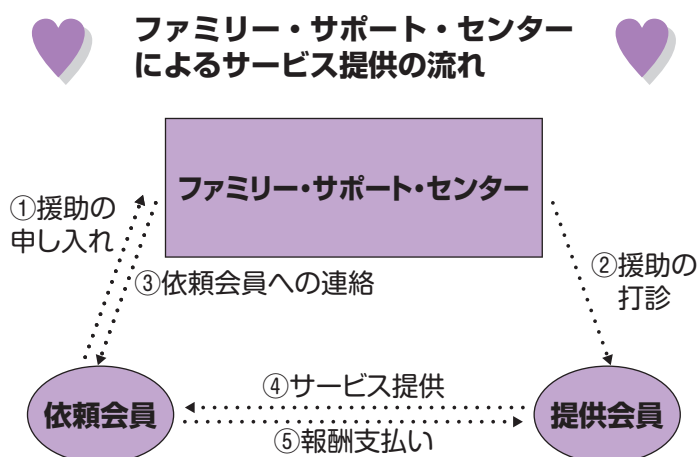 ファミリー・サポート・センター
によるサービス提供の流れ
ファミリー・サポート・センター
①援助の
申し入れ
③依頼会員への連絡
②援助の
打診
④サービス提供
依頼会員
提供会員
⑤報酬支払い